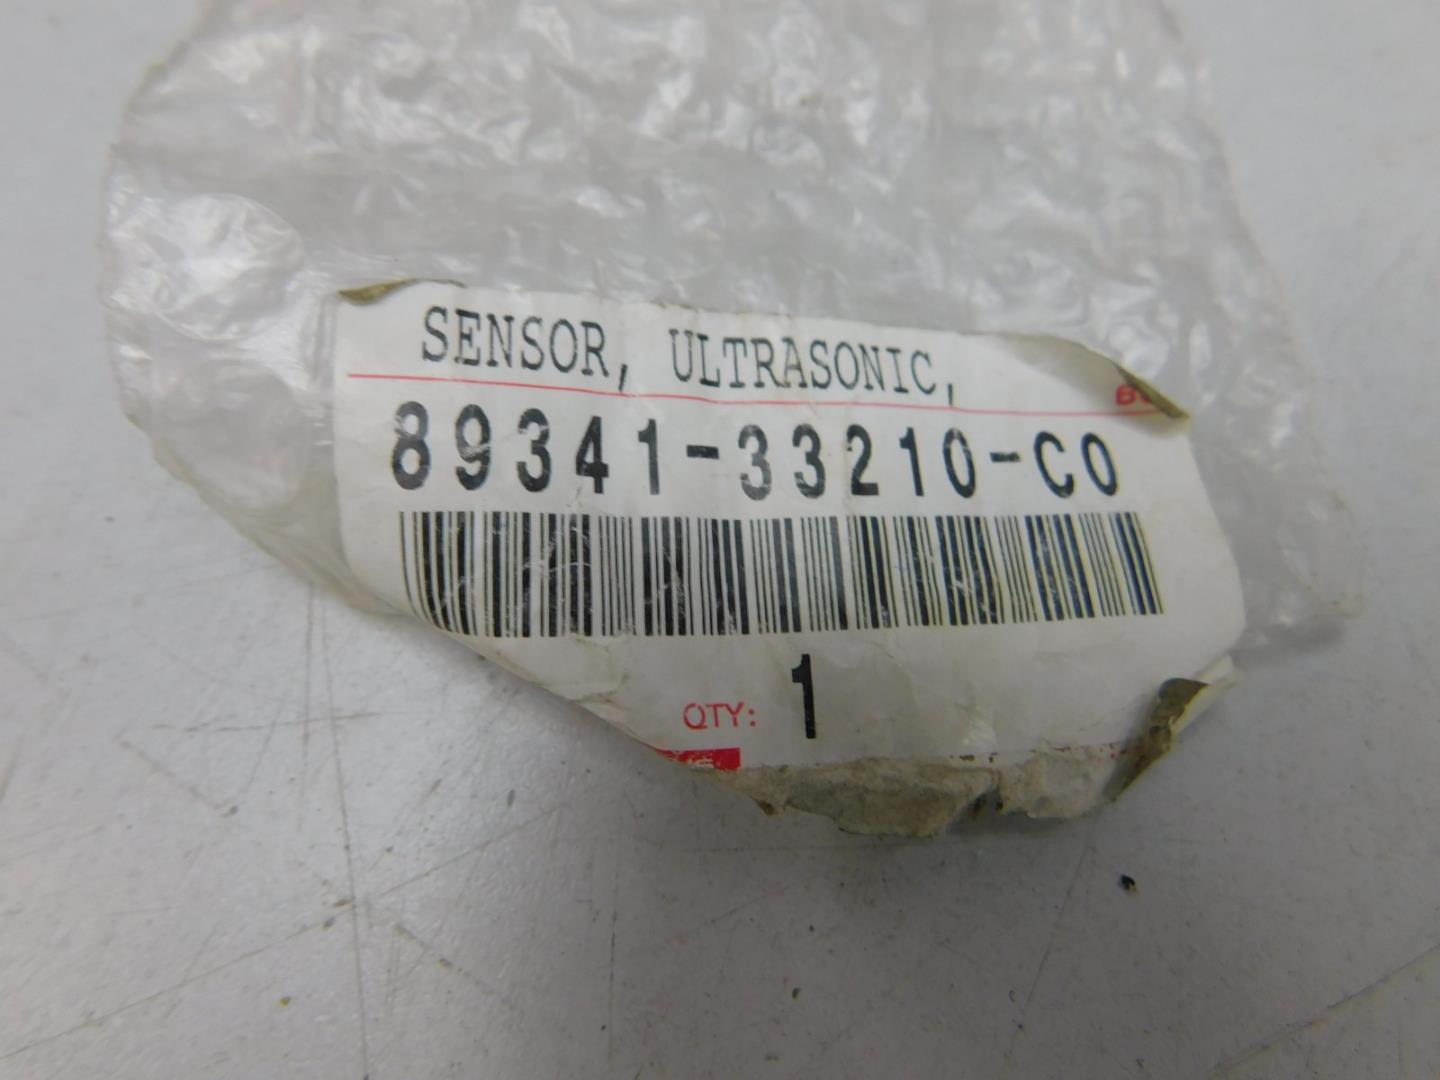 SENSOR, ULTRASONIC,
89341-33210-C0
QTY: 1